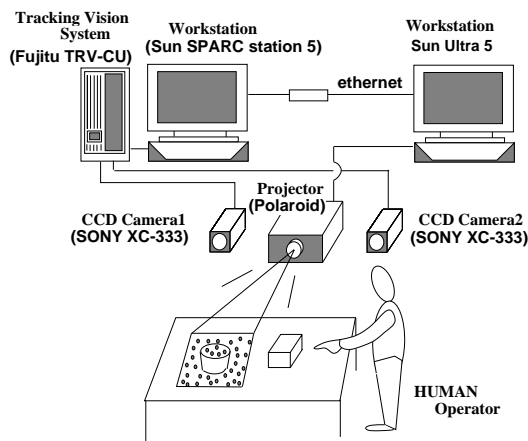 Tracking Vision
System
(Fujitu TRV-CU)
Workstation
(Sun SPARC station 5)
Workstation
Sun Ultra 5
ethernet
Projector
(Polaroid)
CCD Camera1
(SONY XC-333)
CCD Camera2
(SONY XC-333)
HUMAN
Operator